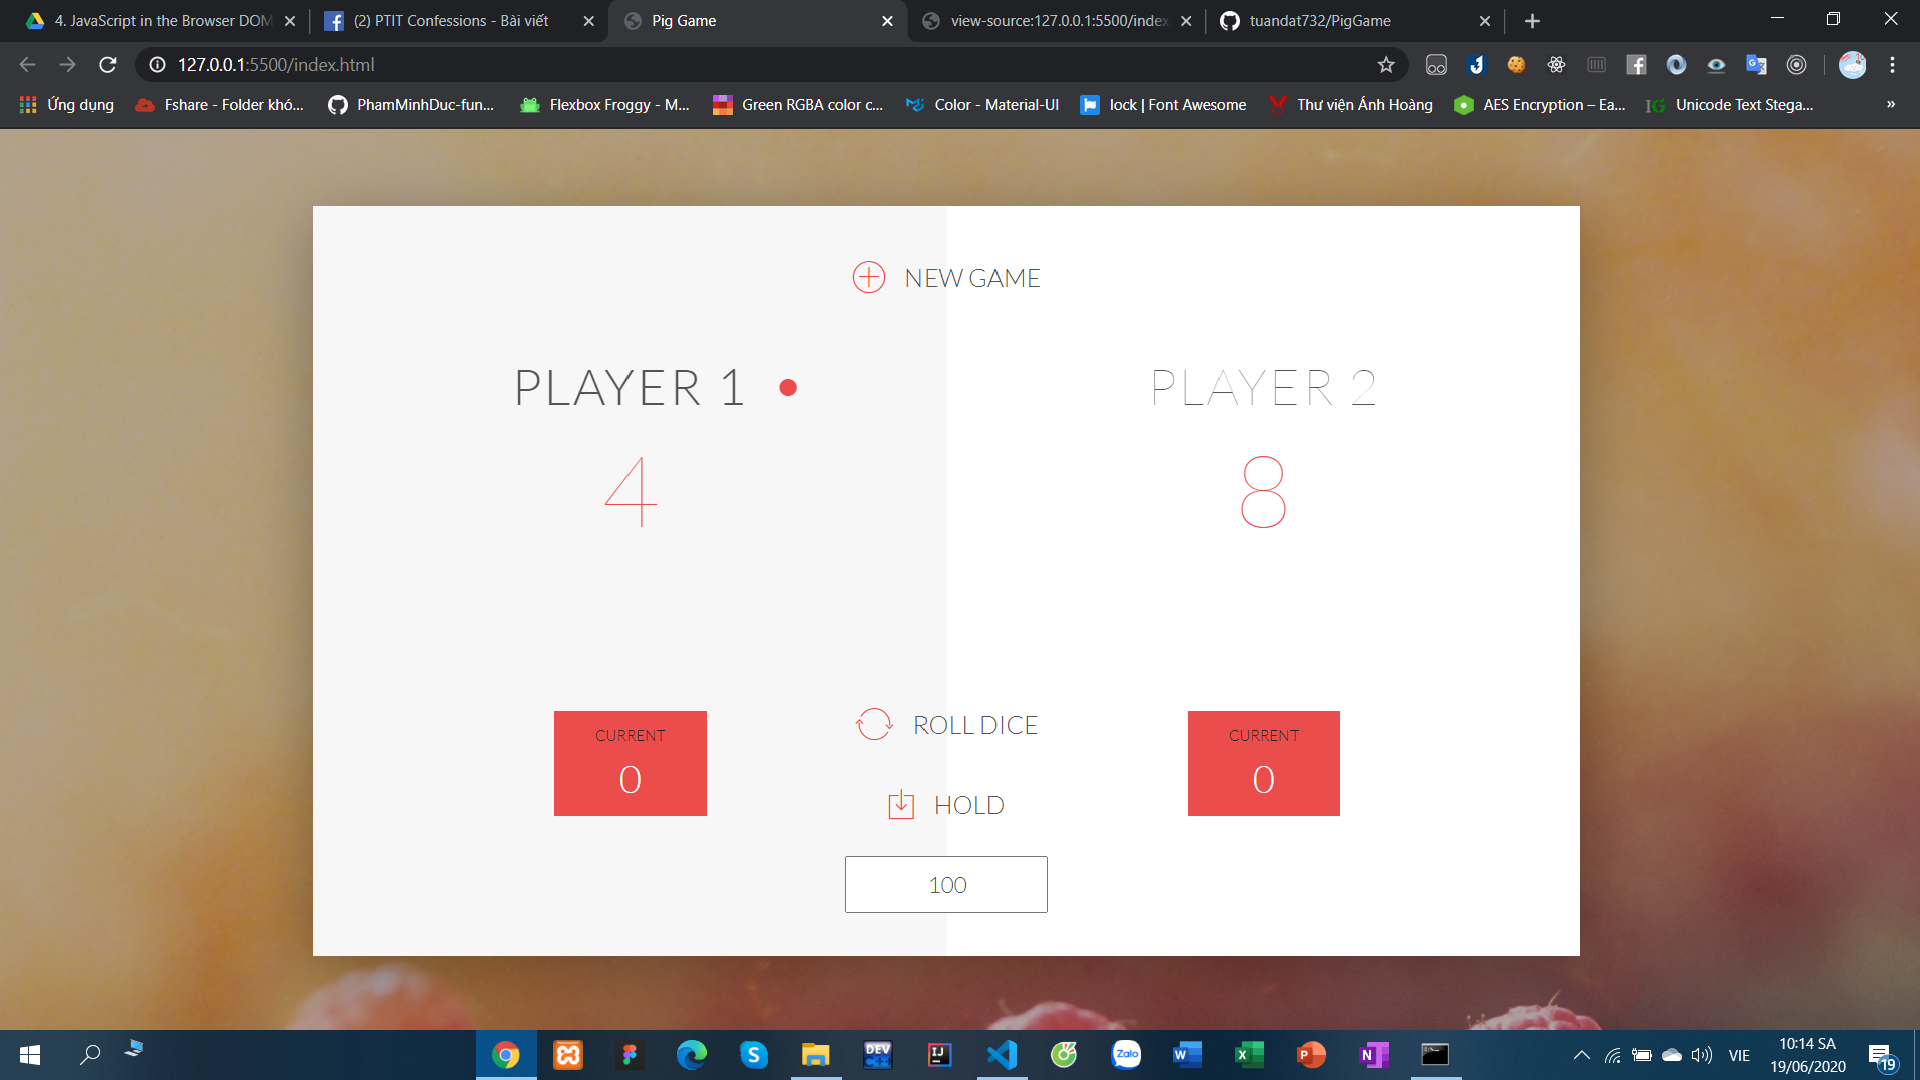 4. JavaScript in the Browser DOM
(2) PTIT Confessions - Bài viết
Pig Game
view-source:127.0.0.1:5500/index
tuandat732/PigGame
127.0.0.1:5500/index.html
Ứng dụng
Fshare - Folder khó...
PhamMinhDuc-fun...
Flexbox Froggy - M...
Green RGBA color c...
Color - Material-UI
lock | Font Awesome
Thư viện Ánh Hoàng
AES Encryption – Ea...
Unicode Text Stega...
»
NEW GAME
PLAYER 1
PLAYER 2
4
8
CURRENT
0
ROLL DICE
HOLD
100
CURRENT
0
VIE
10:14 SA
19/06/2020
19